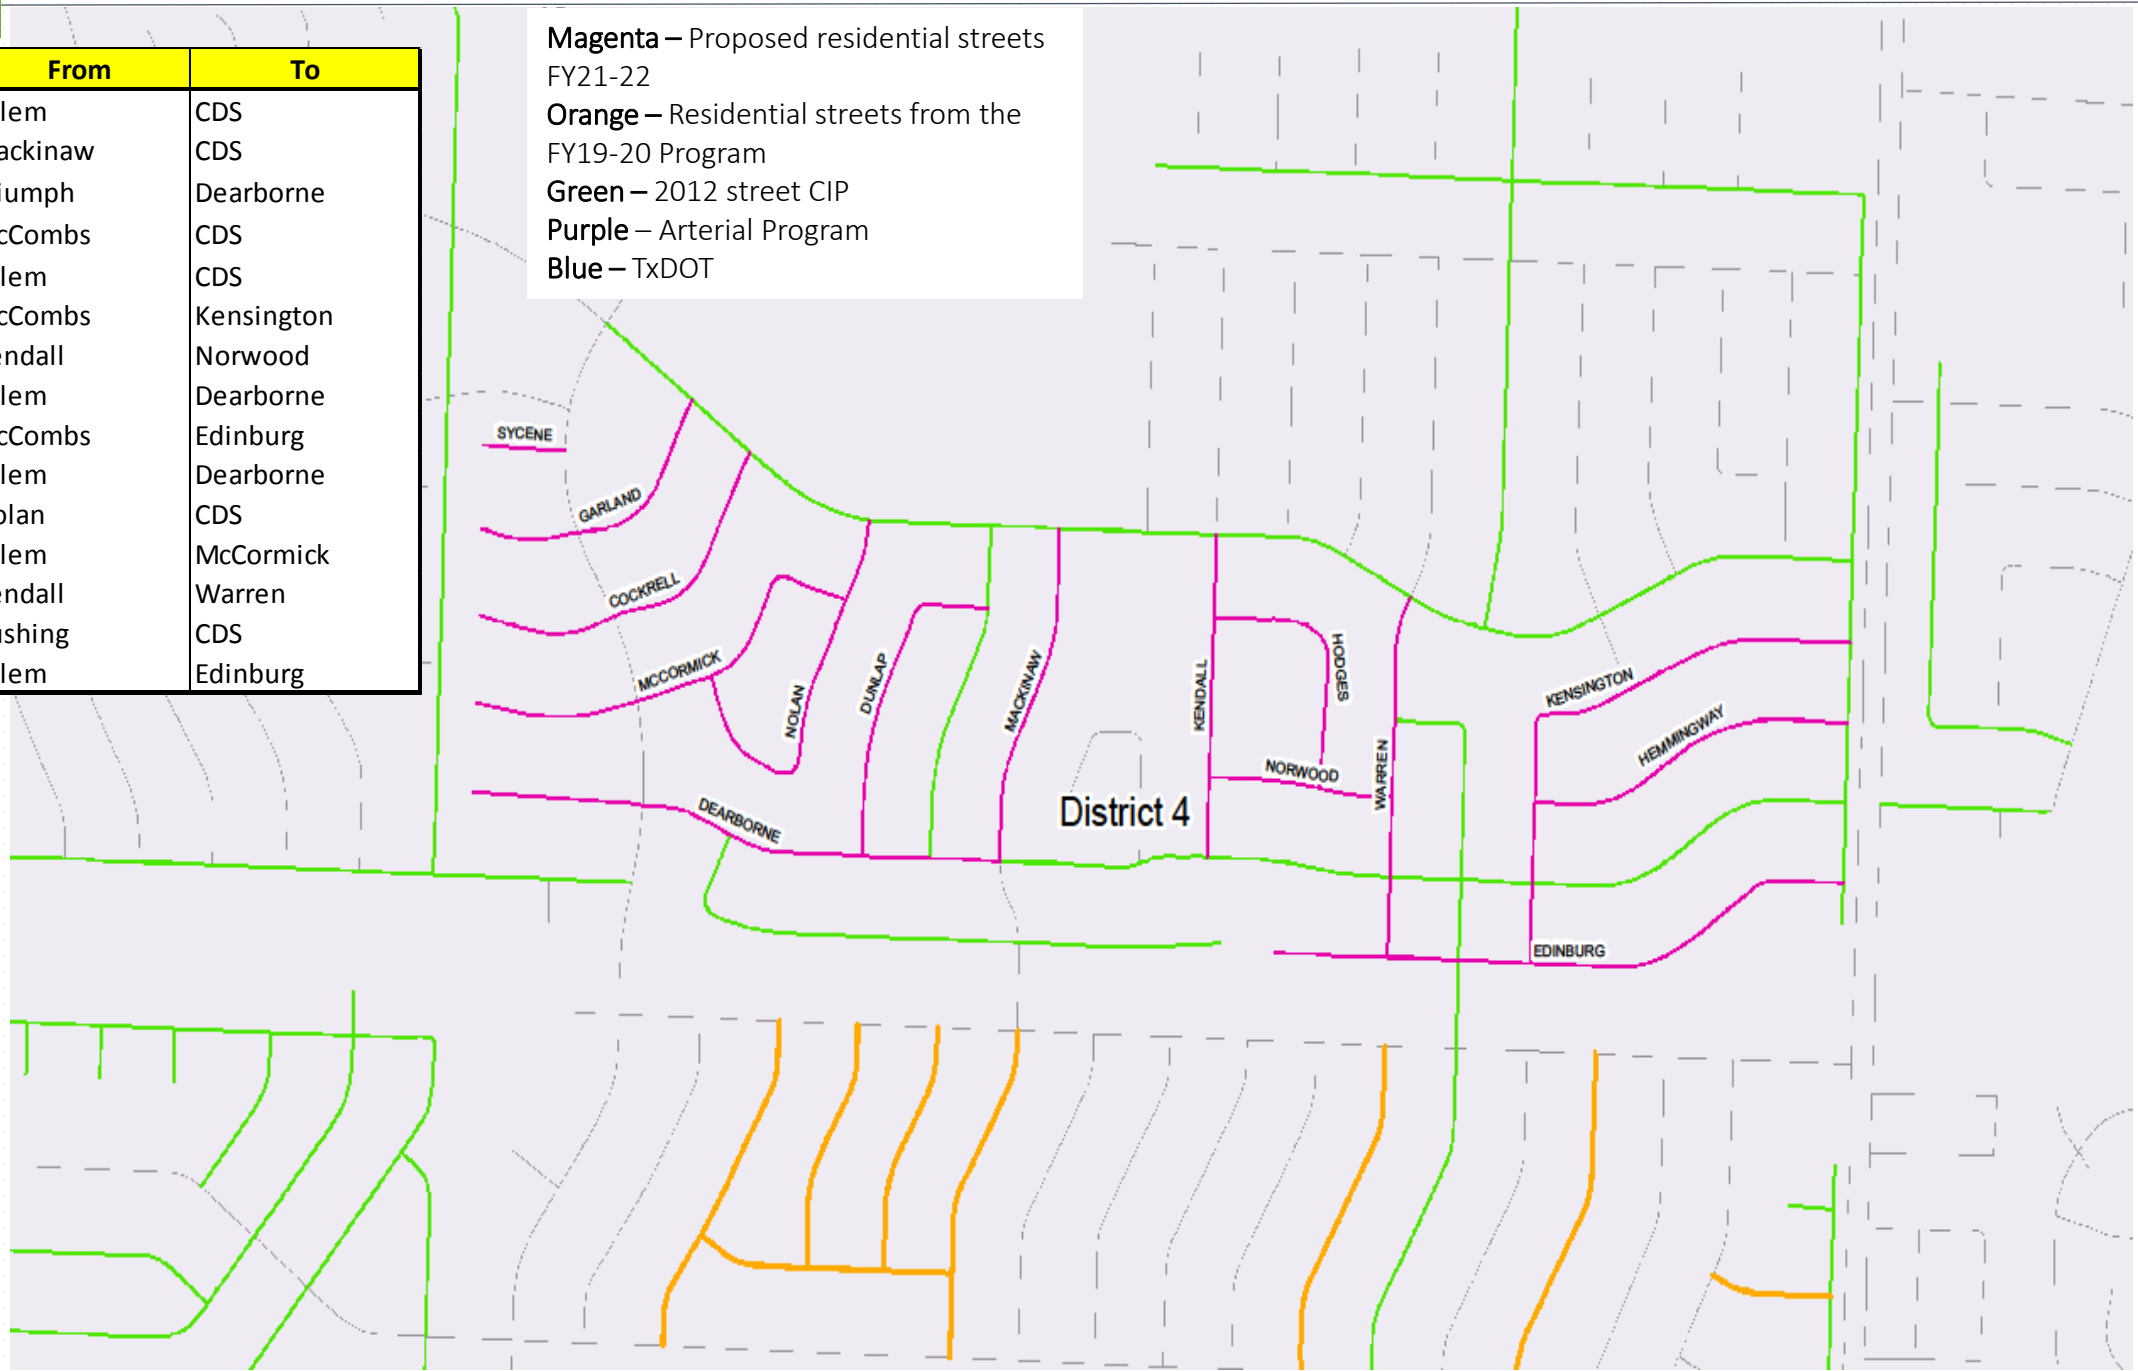 From To
lem CDS
ackinaw CDS
iumph Dearborne
cCombs CDS
lem CDS
cCombs Kensington
endall Norwood
lem Dearborne
cCombs Edinburg
lem Dearborne
olan CDS
lem McCormick
endall Warren
ushing CDS
lem Edinburg
Magenta – Proposed residential streets
FY21-22
Orange – Residential streets from the
FY19-20 Program
Green – 2012 street CIP
Purple – Arterial Program
Blue – TxDOT
SYCENE
GARLAND
COCKRELL
MCCORMICK
NOLAN
DUNLAP
MACKINAW
KENDALL
HODGES
NORWOOD
WARREN
KENSINGTON
HEMMINGWAY
DEARBORNE
District 4
EDINBURG